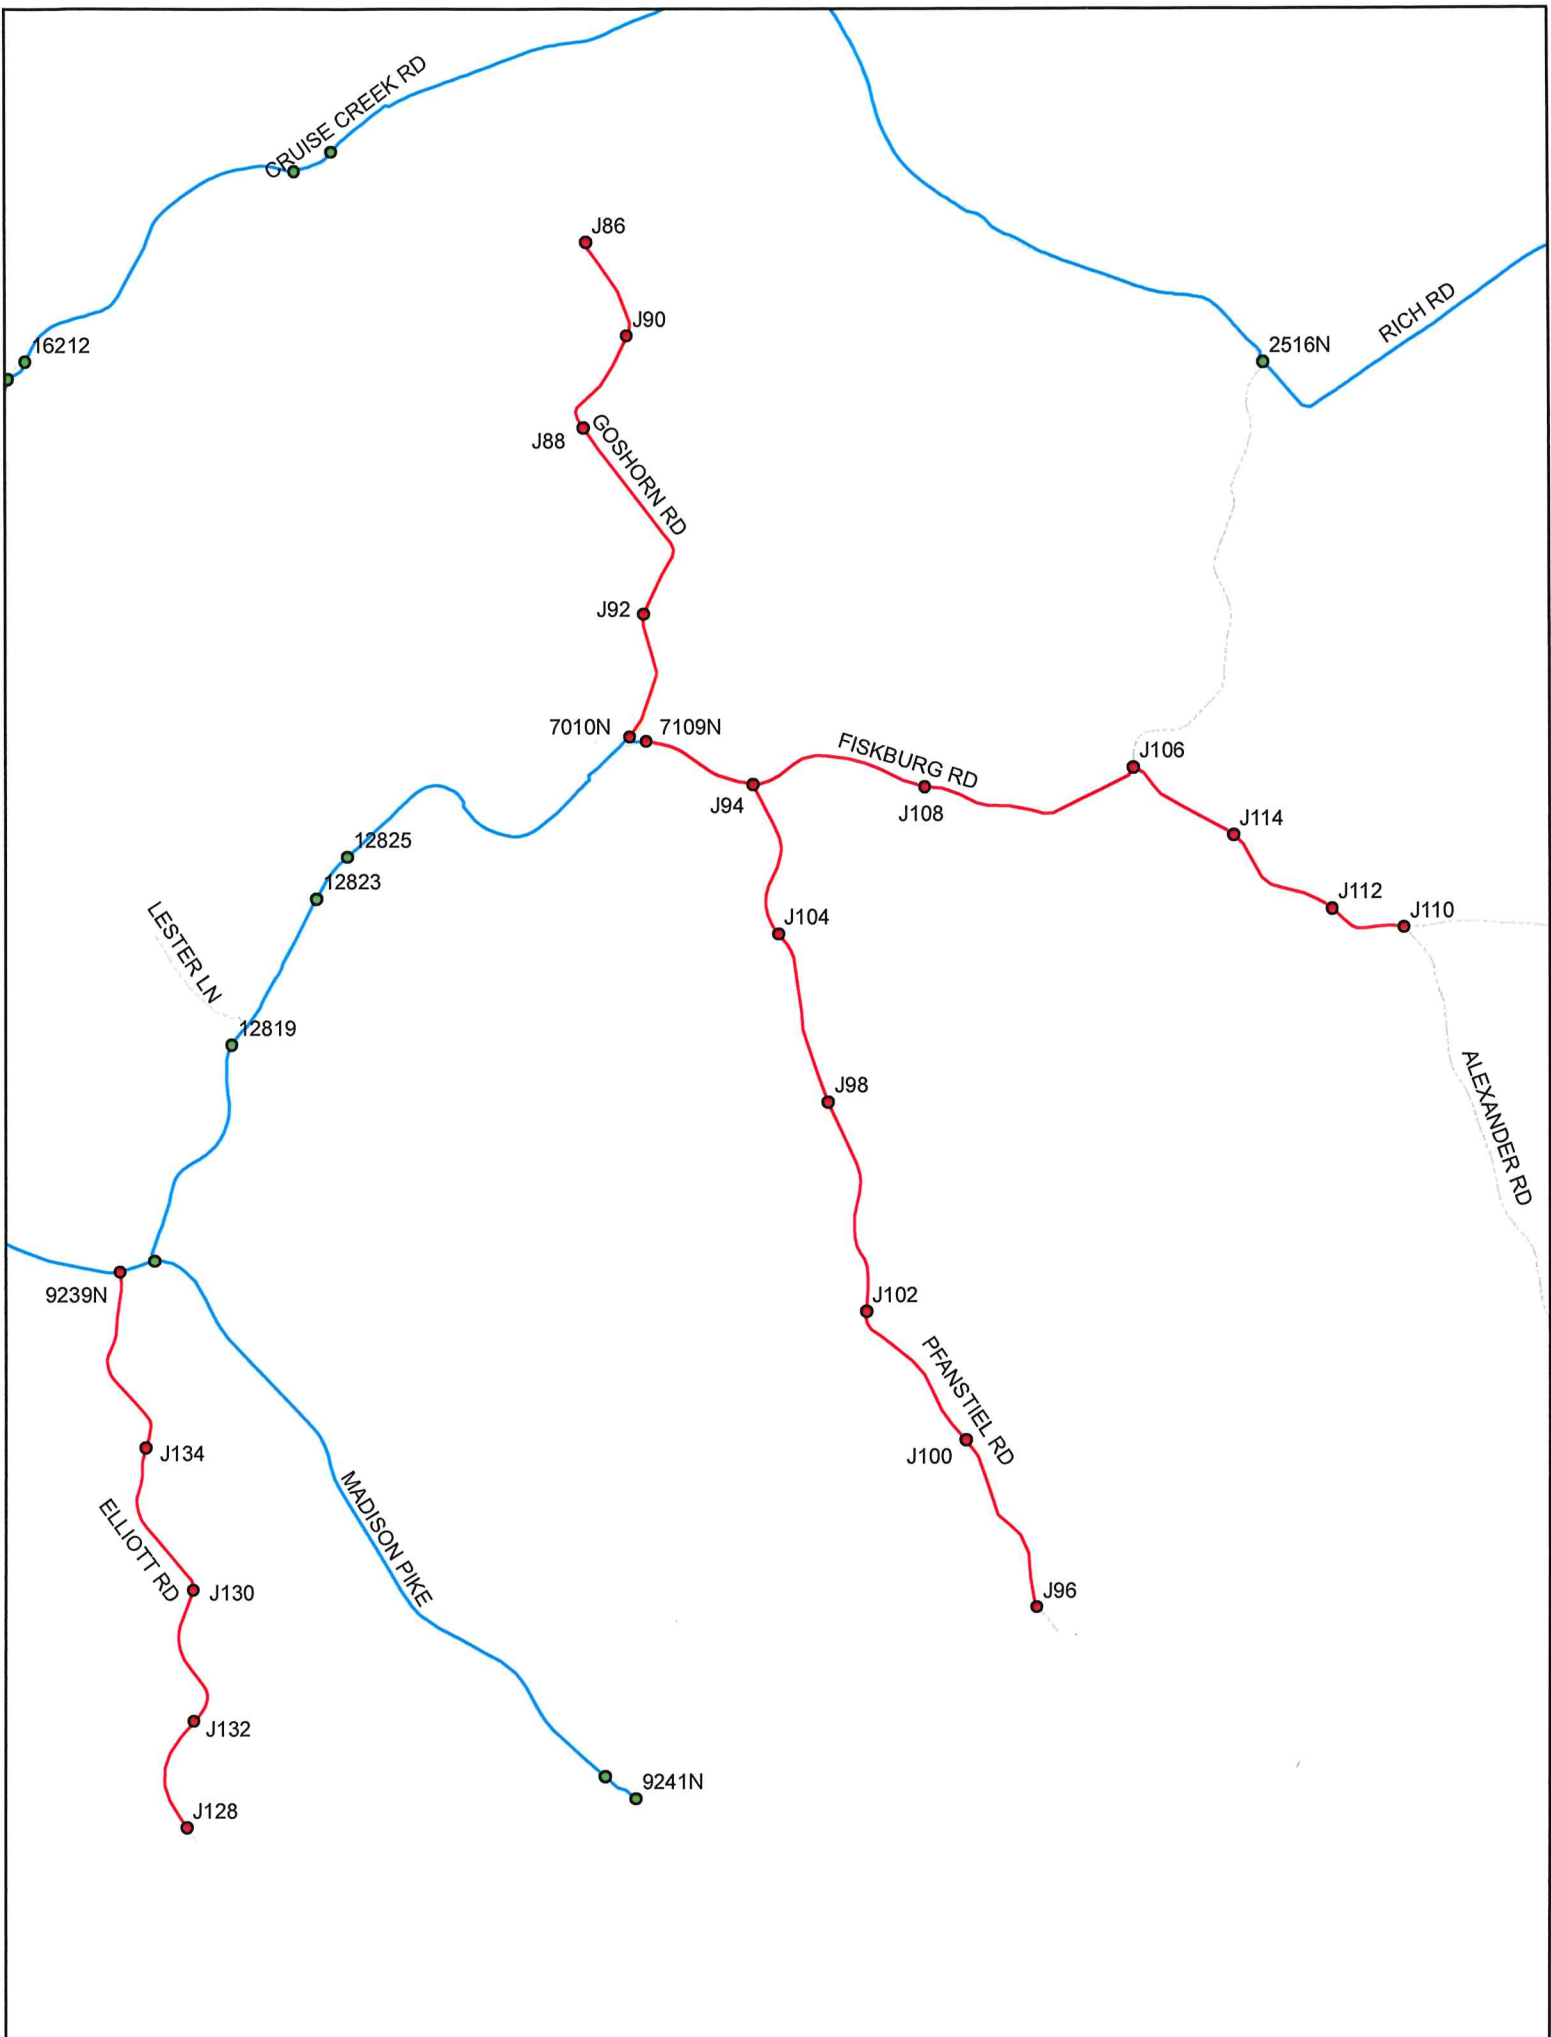 CRUISE CREEK RD
J86
J90
16212
2516N
RICH RD
J88
GOSHORN RD
J92
7010N
7109N
FISKBURG RD
J106
J94
J108
J114
12825
12823
J112
J110
LESTER LN
J104
12819
J98
ALEXANDER RD
9239N
J102
PFANSTIEL RD
J134
J100
MADISON PIKE
ELLIOTT RD
J130
J96
J132
9241N
J128